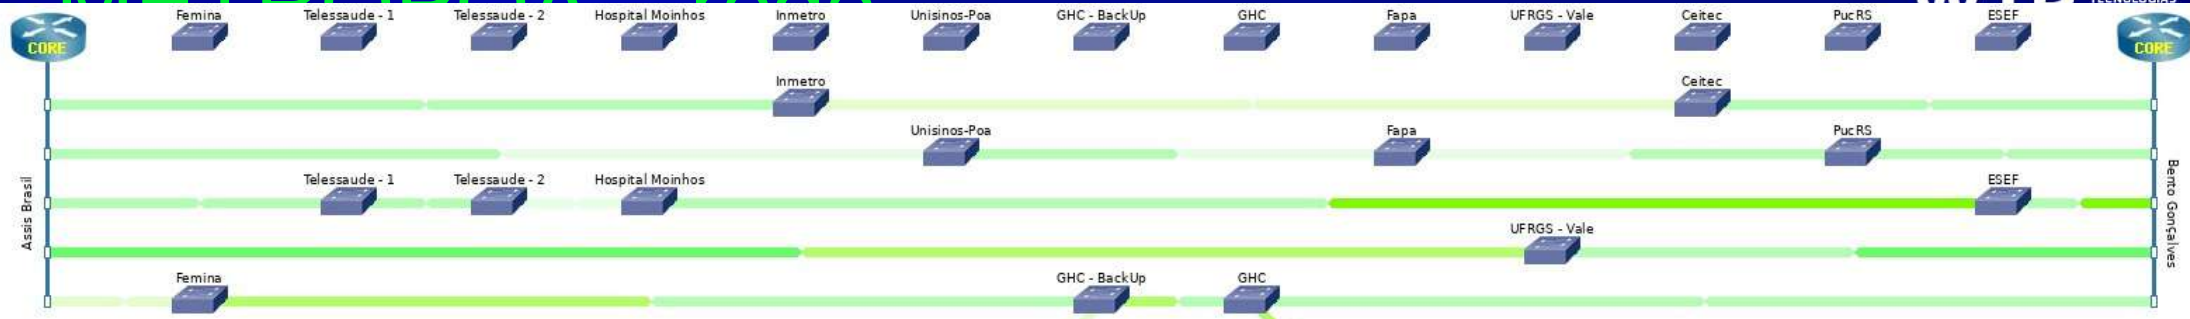 Femina
Telessaude - 1
Telessaude - 2
Hospital Moinhos
Inmetro
Unisinos-Poa
GHC - BackUp
GHC
Fapa
UFRGS - Vale
Ceitec
PucRS
ESEF
CORE
CORE
Inmetro
Ceitec
Unisinos-Poa
Fapa
PucRS
Telessaude - 1
Telessaude - 2
Hospital Moinhos
ESEF
Assis Brasil
Bento Gonçalves
UFRGS - Vale
Femina
GHC - BackUp
GHC